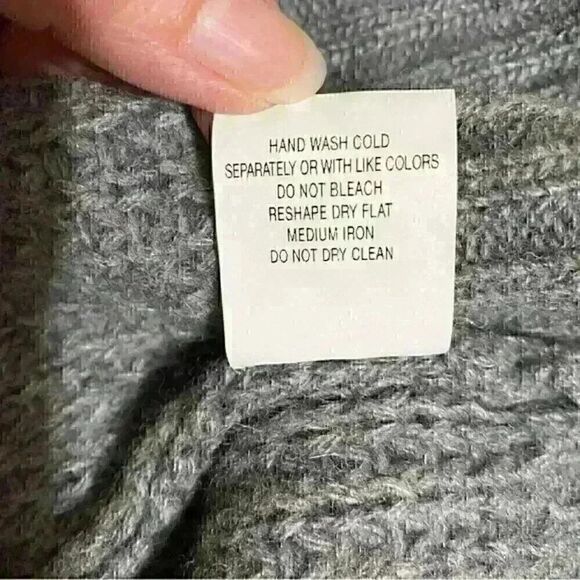 HAND WASH COLD
SEPARATELY OR WITH LIKE COLORS
DO NOT BLEACH
RESHAPE DRY FLAT
MEDIUM IRON
DO NOT DRY CLEAN